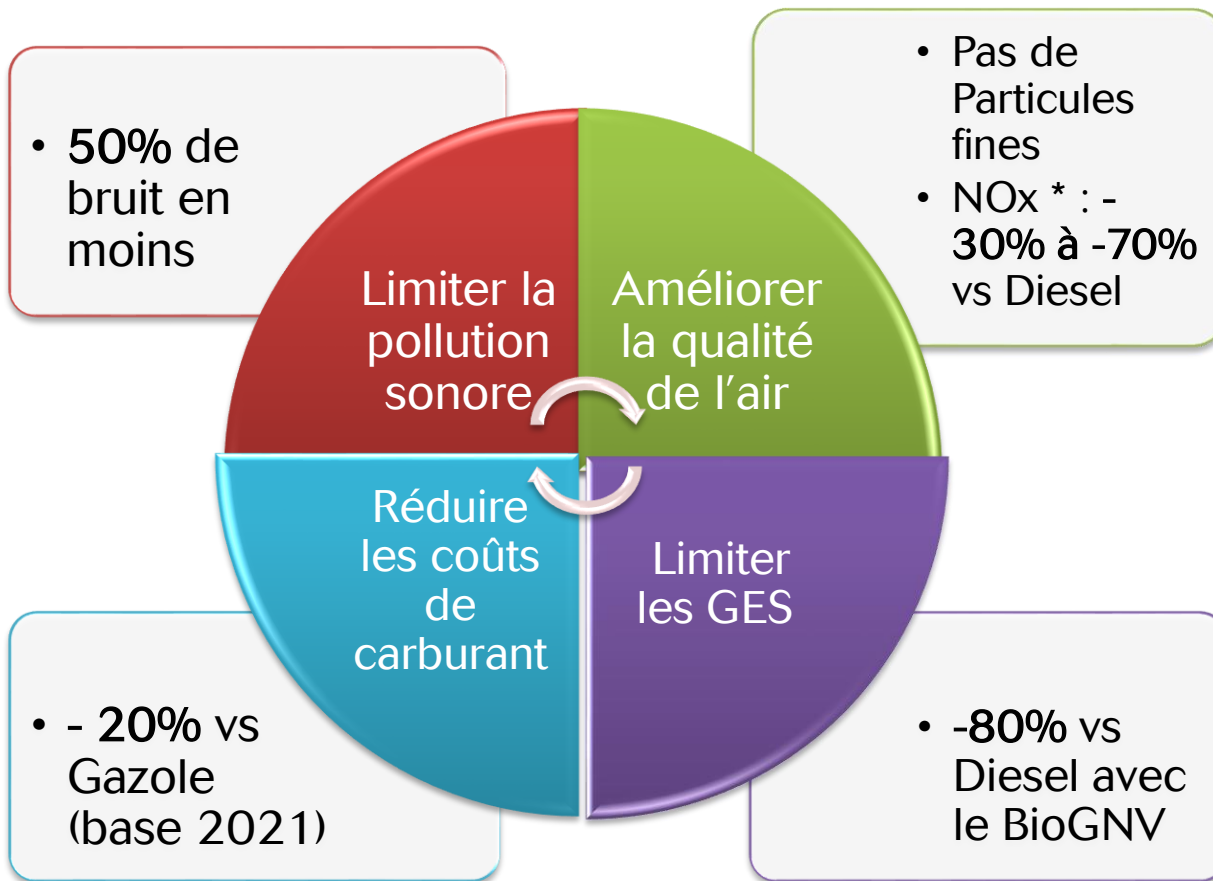 • 50% de
bruit en
moins
• Pas de
Particules
fines
• NOx * : -
30% à -70%
vs Diesel
Limiter la
pollution
sonore
Améliorer
la qualité
de l’air
Réduire
les coûts
de
carburant
Limiter
les GES
• - 20% vs
Gazole
(base 2021)
• -80% vs
Diesel avec
le BioGNV